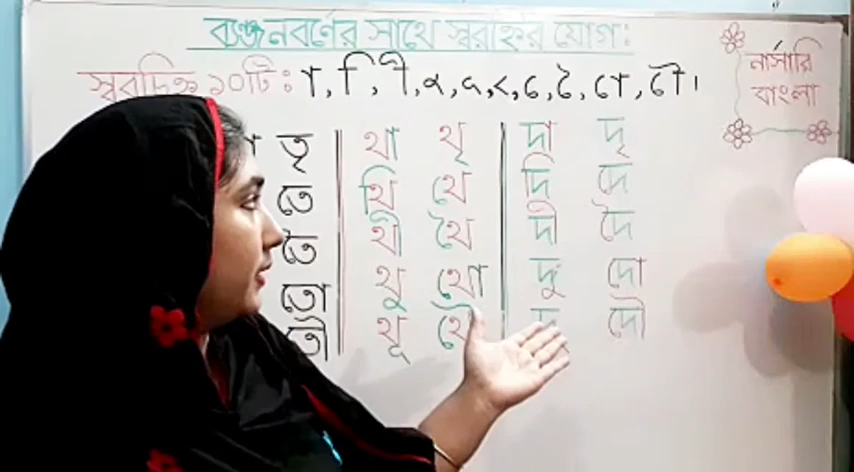 ব্যঞ্জনবর্ণের সাথে স্বরচিহ্নের যোগ:
স্বরচিহ্ন ১০টি: া, ি, ী, ু, ূ, ৃ, ে, ৈ, ো, ৌ।
নার্সারি
বাংলা
তৃ থা থৃ দা দৃ
তে থি থে দি দে
তৈ থী থৈ দী দৈ
তো থু থো দু দো
তৌ থূ থৌ দৌ